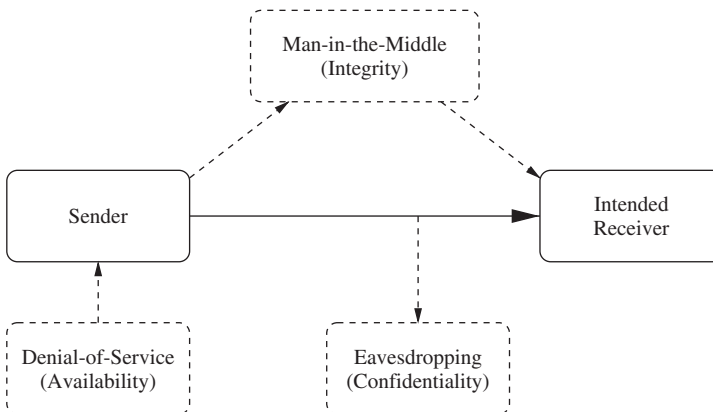 Man-in-the-Middle
(Integrity)
Sender
Intended
Receiver
Denial-of-Service
(Availability)
Eavesdropping
(Confidentiality)